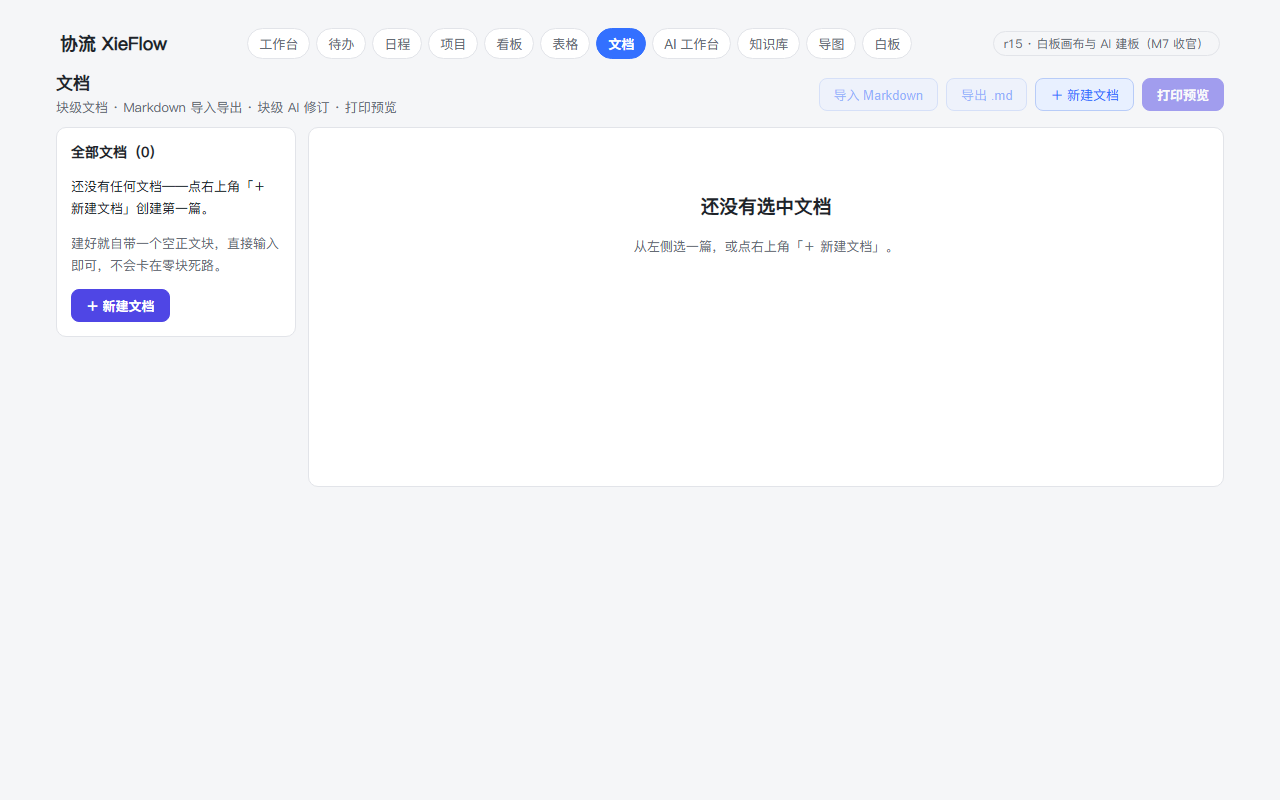 协流 XieFlow
工作台
待办
日程
项目
看板
表格
文档
AI 工作台
知识库
导图
白板
r15 · 白板画布与 AI 建板（M7 收官）
文档
块级文档 · Markdown 导入导出 · 块级 AI 修订 · 打印预览
导入 Markdown
导出 .md
＋ 新建文档
打印预览
全部文档（0）
还没有任何文档——点右上角「＋
新建文档」创建第一篇。
建好就自带一个空正文块，直接输入
即可，不会卡在零块死路。
＋ 新建文档
还没有选中文档
从左侧选一篇，或点右上角「＋ 新建文档」。